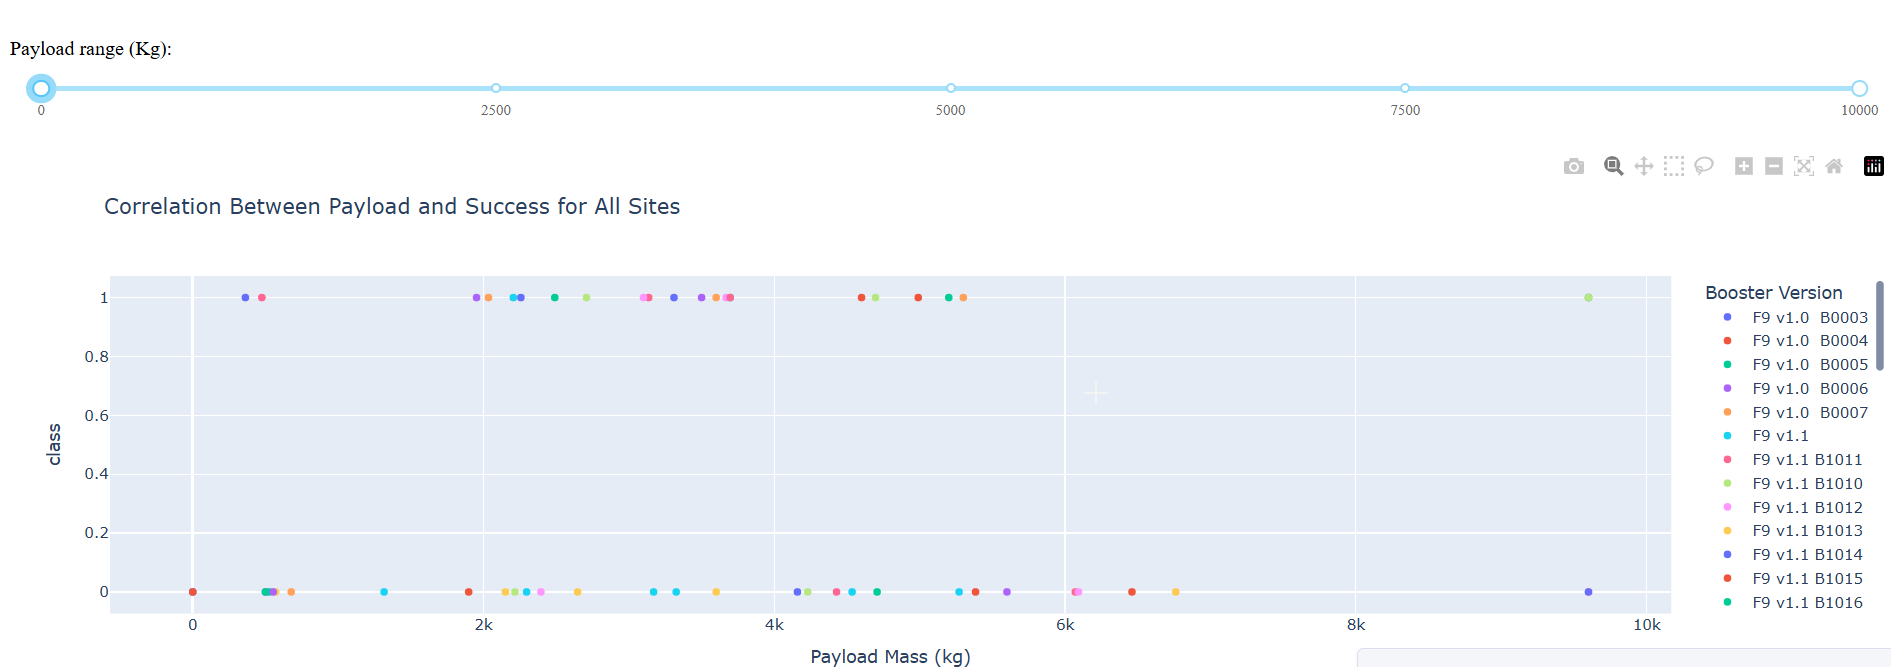 Payload range (Kg):
0 2500 5000 7500 10000
Correlation Between Payload and Success for All Sites
1
0.8
0.6
0.4
0.2
0
class
0 2k 4k 6k 8k 10k
Payload Mass (kg)
Booster Version
F9 v1.0  B0003
F9 v1.0  B0004
F9 v1.0  B0005
F9 v1.0  B0006
F9 v1.0  B0007
F9 v1.1
F9 v1.1 B1011
F9 v1.1 B1010
F9 v1.1 B1012
F9 v1.1 B1013
F9 v1.1 B1014
F9 v1.1 B1015
F9 v1.1 B1016